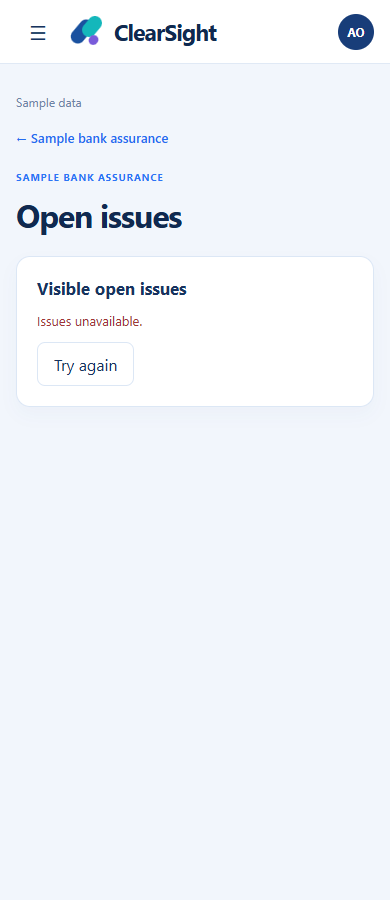 ☰ ClearSight AO
Sample data
← Sample bank assurance
SAMPLE BANK ASSURANCE
Open issues
Visible open issues
Issues unavailable.
Try again